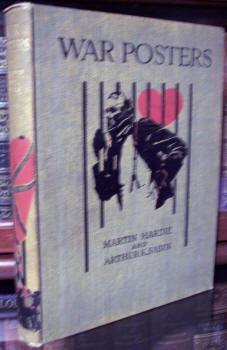 WAR POSTERS
MARTIN HARDIE
AND
ARTHUR K. SABIN